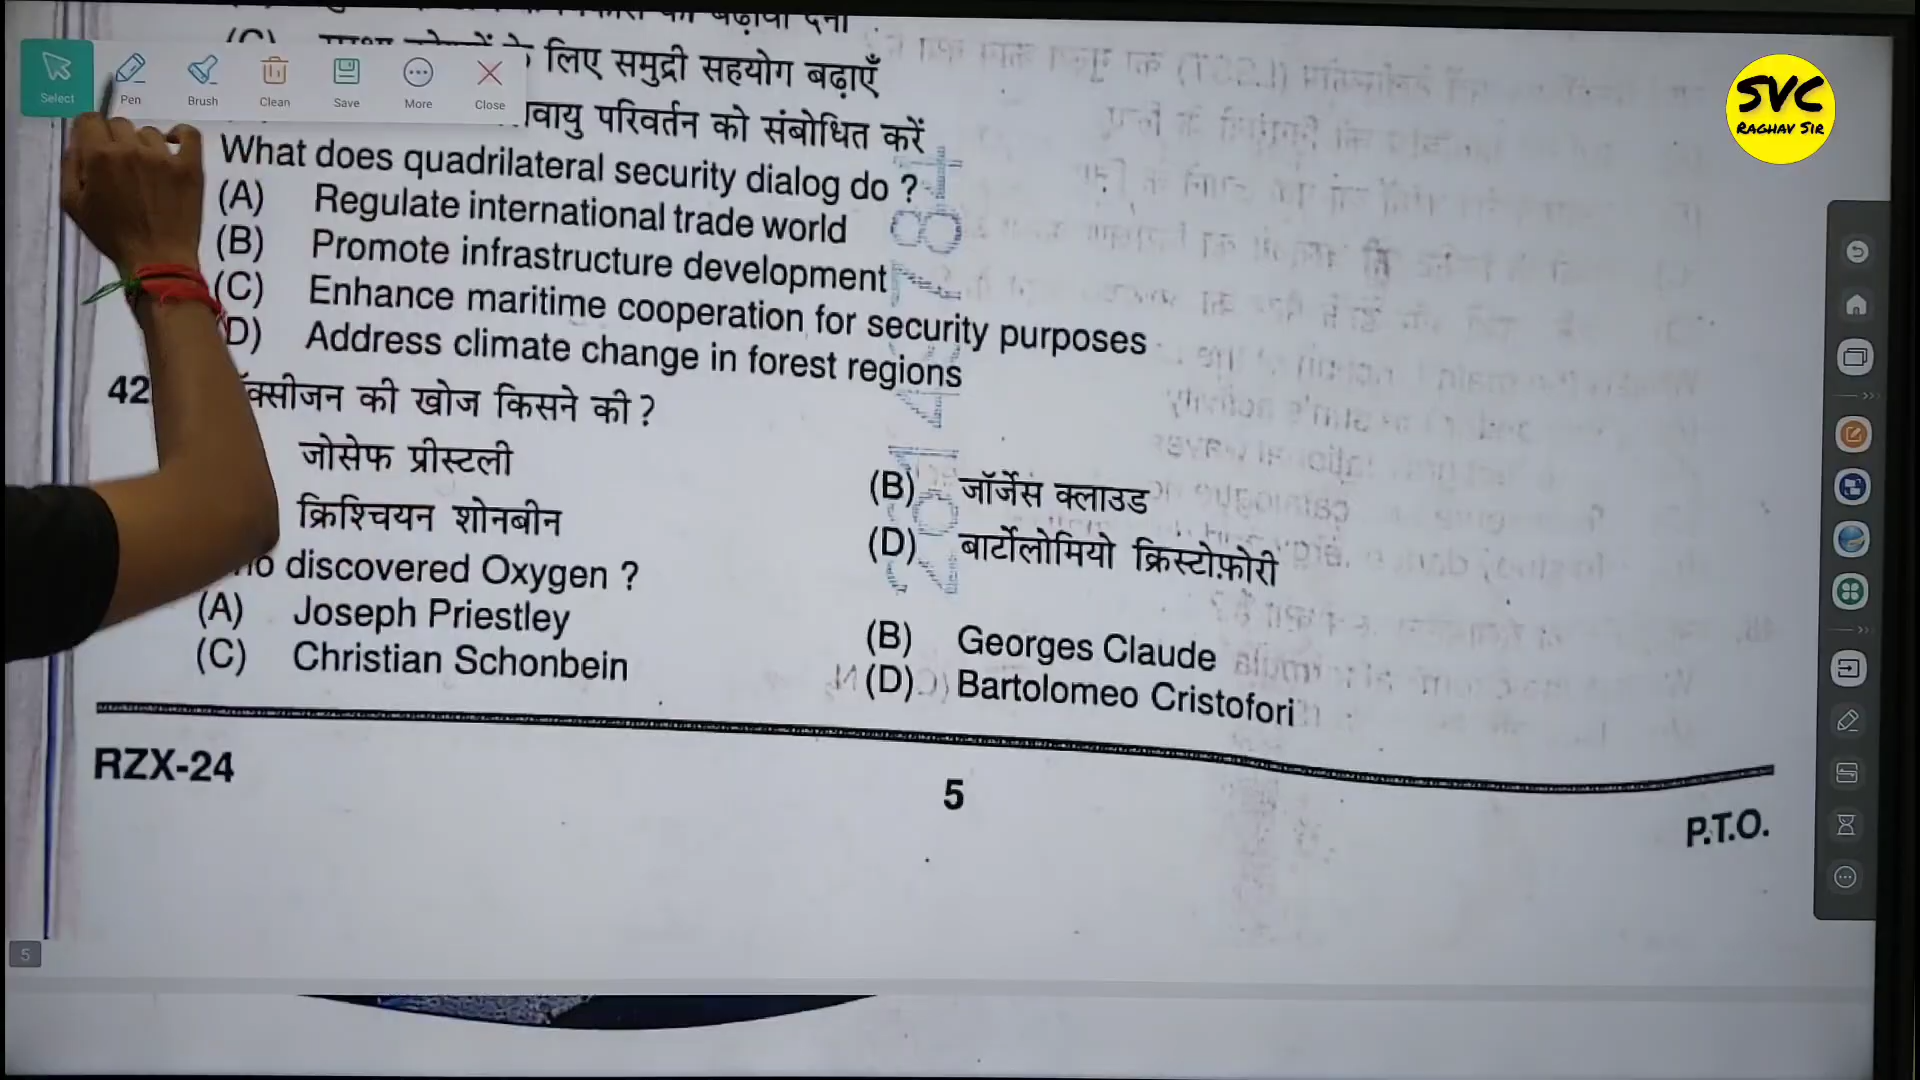 के लिए समुद्री सहयोग बढ़ाएँ
परिवर्तन को संबोधित करें
What does quadrilateral security dialog do ?
(A) Regulate international trade world
(B) Promote infrastructure development
(C) Enhance maritime cooperation for security purposes
D) Address climate change in forest regions
42 की खोज किसने की ?
जोसेफ प्रीस्टली
(B) जॉर्जेस क्लाउड
क्रिश्चियन शोनबीन
(D) बार्टोलोमियो क्रिस्टोफ़ोरी
discovered Oxygen ?
(A) Joseph Priestley
(B) Georges Claude
(C) Christian Schonbein
(D) Bartolomeo Cristofori
RZX-24
5
P.T.O.
Select
Pen
Brush
Clean
Save
More
Close
SVC
RAGHAV SIR
5